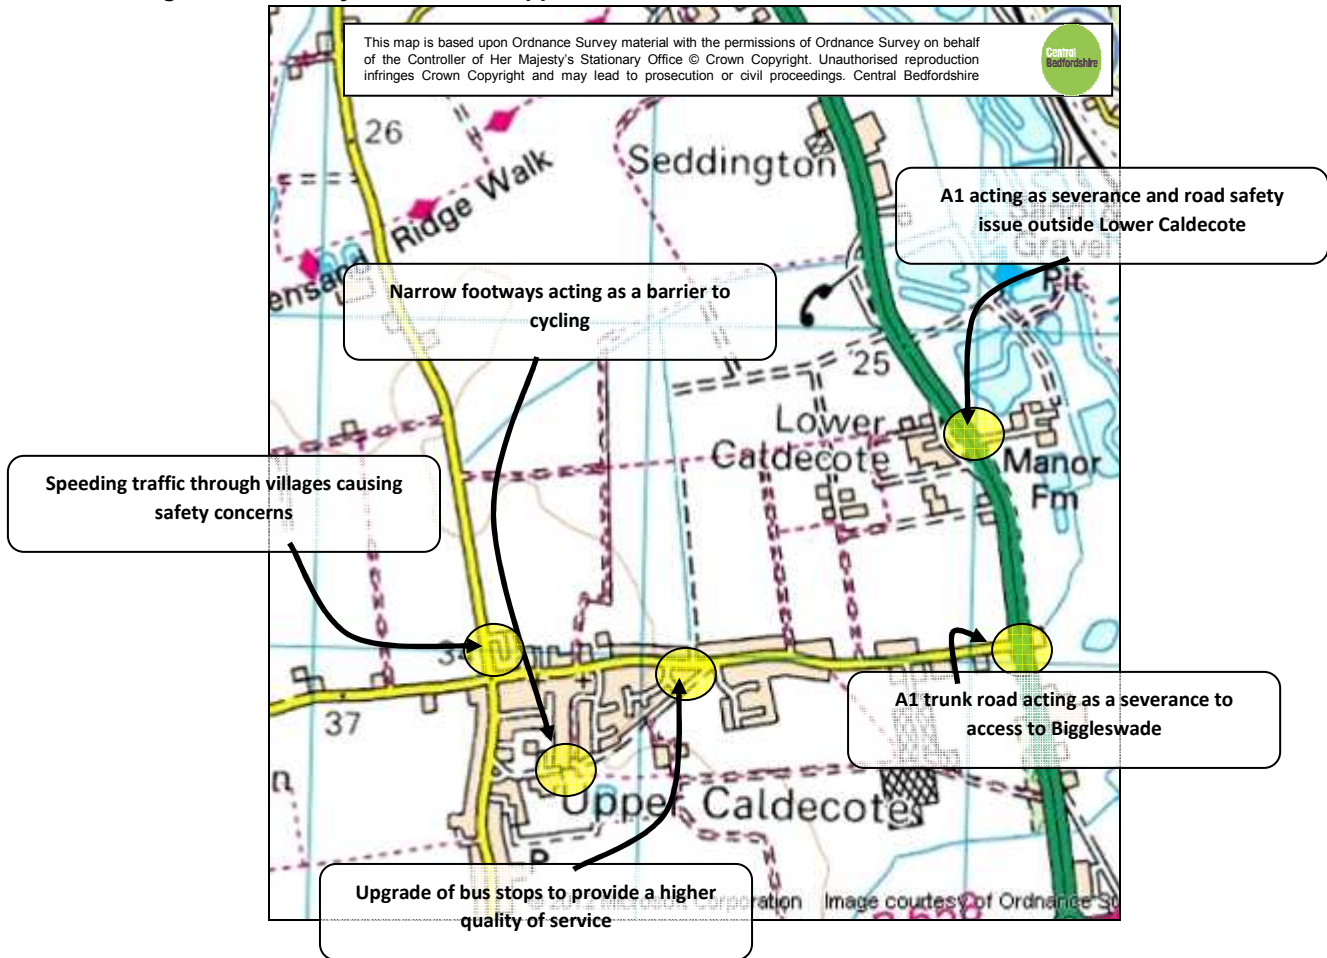 This map is based upon Ordnance Survey material with the permissions of Ordnance Survey on behalf
of the Controller of Her Majesty's Stationary Office © Crown Copyright. Unauthorised reproduction
infringes Crown Copyright and may lead to prosecution or civil proceedings. Central Bedfordshire
Central
Bedfordshire
26
Seddington
Ridge Walk
A1 acting as severance and road safety
issue outside Lower Caldecote
Pit
Narrow footways acting as a barrier to
cycling
25
Lower
Caldecote
Manor
Fm
Speeding traffic through villages causing
safety concerns
37
A1 trunk road acting as a severance to
access to Biggleswade
Upper Caldecote
Upgrade of bus stops to provide a higher
quality of service
Image courtesy of Ordnance